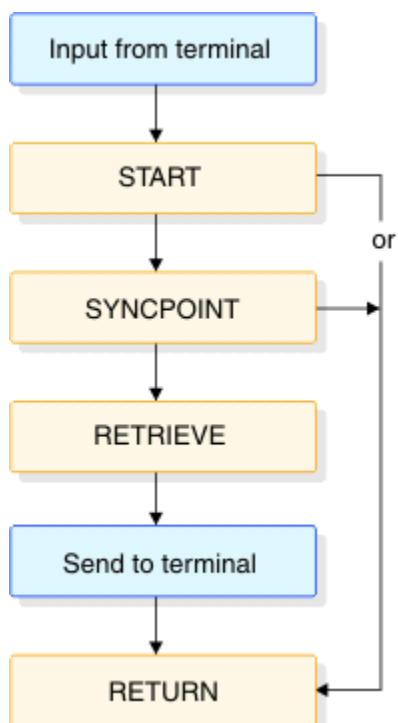 Input from terminal
START
or
SYNCPOINT
RETRIEVE
Send to terminal
RETURN